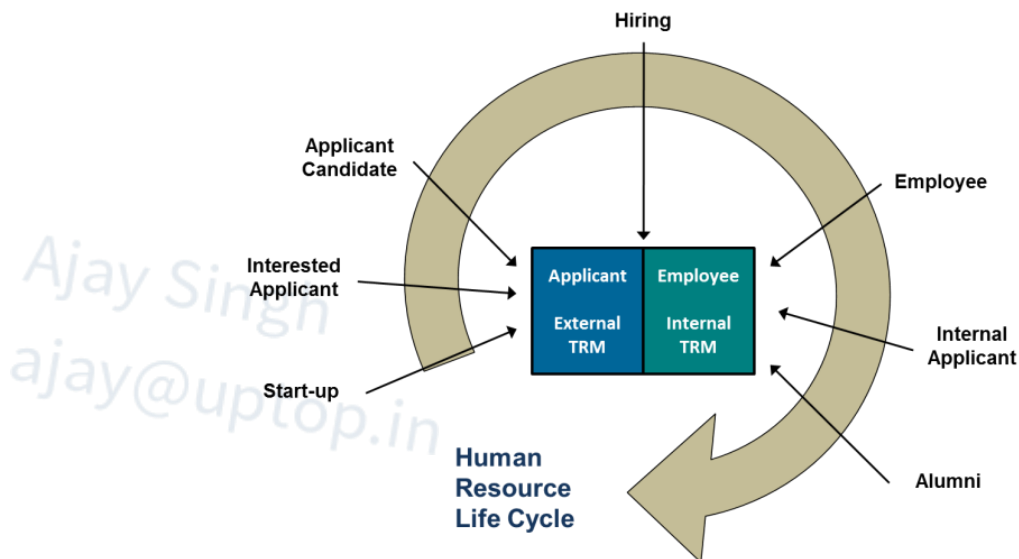 Hiring
Applicant
Candidate
Employee
Interested
Applicant
Applicant
Employee
External
TRM
Internal
TRM
Internal
Applicant
Start-up
Alumni
Human
Resource
Life Cycle
Ajay Singh
ajay@uptop.in